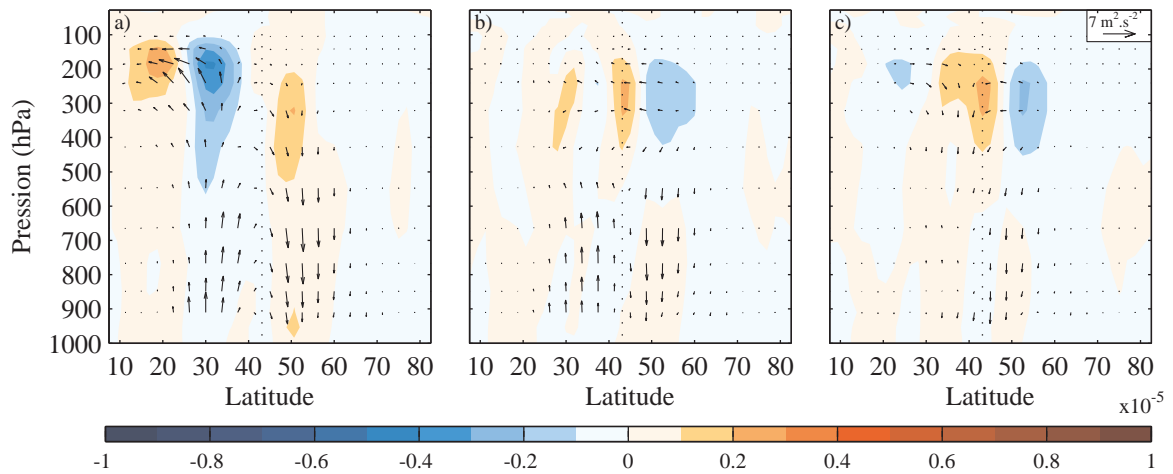 a)
b)
c)
7 m².s⁻²
Pression (hPa)
100
200
300
400
500
600
700
800
900
1000
10 20 30 40 50 60 70 80
10 20 30 40 50 60 70 80
10 20 30 40 50 60 70 80
Latitude
Latitude
Latitude
x10⁻⁵
-1 -0.8 -0.6 -0.4 -0.2 0 0.2 0.4 0.6 0.8 1